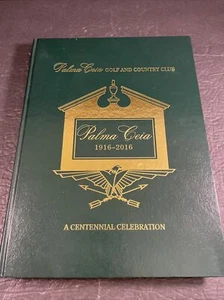 Palma Ceia GOLF AND COUNTRY CLUB
Palma Ceia
1916-2016
A CENTENNIAL CELEBRATION